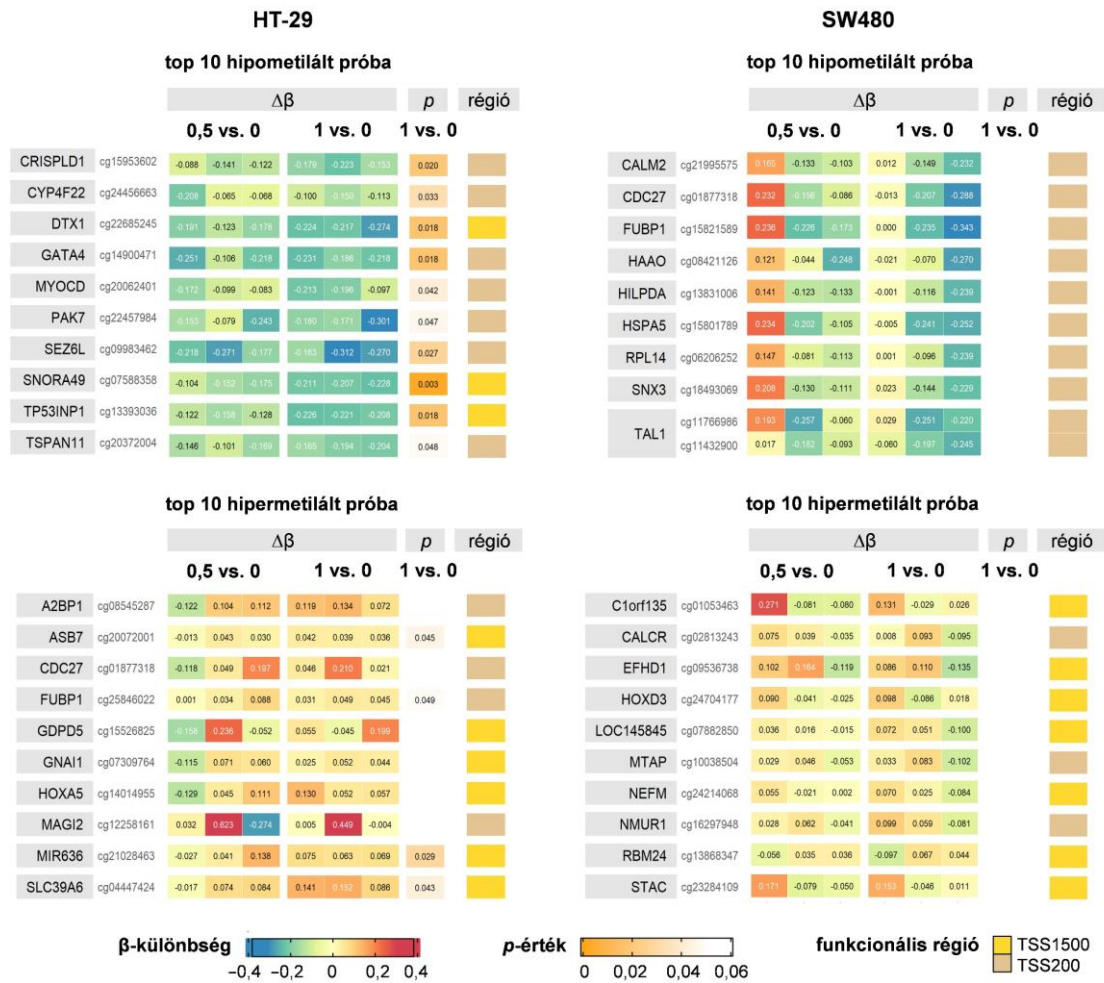 HT-29
SW480
top 10 hipometilált próba
top 10 hipometilált próba
Δβ p régió
Δβ p régió
0,5 vs. 0 1 vs. 0 1 vs. 0
0,5 vs. 0 1 vs. 0 1 vs. 0
CRISPLD1 cg15953602 -0.088 -0.141 -0.122 -0.179 -0.223 -0.153 0.020
CYP4F22 cg24456663 -0.208 -0.065 -0.068 -0.100 -0.150 -0.113 0.033
DTX1 cg22685245 -0.191 -0.123 -0.178 -0.224 -0.217 -0.274 0.018
GATA4 cg14900471 -0.251 -0.106 -0.218 -0.231 -0.186 -0.218 0.018
MYOCD cg20062401 -0.172 -0.099 -0.083 -0.213 -0.196 -0.097 0.042
PAK7 cg22457984 -0.153 -0.079 -0.243 -0.180 -0.171 -0.301 0.047
SEZ6L cg09983462 -0.218 -0.271 -0.177 -0.163 -0.312 -0.270 0.027
SNORA49 cg07588358 -0.104 -0.152 -0.175 -0.211 -0.207 -0.228 0.003
TP53INP1 cg13393036 -0.122 -0.158 -0.128 -0.226 -0.221 -0.208 0.018
TSPAN11 cg20372004 -0.146 -0.101 -0.169 -0.165 -0.194 -0.204 0.048
CALM2 cg21995575 0.165 -0.133 -0.103 0.012 -0.149 -0.232
CDC27 cg01877318 0.232 -0.156 -0.086 -0.013 -0.207 -0.288
FUBP1 cg15821589 0.236 -0.226 -0.173 0.000 -0.235 -0.343
HAAO cg08421126 0.121 -0.044 -0.248 -0.021 -0.070 -0.270
HILPDA cg13831006 0.141 -0.123 -0.133 -0.001 -0.116 -0.239
HSPA5 cg15801789 0.234 -0.202 -0.105 -0.005 -0.241 -0.252
RPL14 cg06206252 0.147 -0.081 -0.113 0.001 -0.096 -0.239
SNX3 cg18493069 0.208 -0.130 -0.111 0.023 -0.144 -0.229
TAL1 cg11766986 0.193 -0.257 -0.060 0.029 -0.251 -0.220
cg11432900 0.017 -0.182 -0.093 -0.060 -0.197 -0.245
top 10 hipermetilált próba
top 10 hipermetilált próba
Δβ p régió
Δβ p régió
0,5 vs. 0 1 vs. 0 1 vs. 0
0,5 vs. 0 1 vs. 0 1 vs. 0
A2BP1 cg08545287 -0.122 0.104 0.112 0.119 0.134 0.072
ASB7 cg20072001 -0.013 0.043 0.030 0.042 0.039 0.036 0.045
CDC27 cg01877318 -0.118 0.049 0.197 0.046 0.210 0.021
FUBP1 cg25846022 0.001 0.034 0.088 0.031 0.049 0.045 0.049
GDPD5 cg15526825 -0.158 0.236 -0.052 0.055 -0.045 0.199
GNAI1 cg07309764 -0.115 0.071 0.060 0.025 0.052 0.044
HOXA5 cg14014955 -0.129 0.045 0.111 0.130 0.052 0.057
MAGI2 cg12258161 0.032 0.623 -0.274 0.005 0.449 -0.004
MIR636 cg21028463 -0.027 0.041 0.138 0.075 0.063 0.069 0.029
SLC39A6 cg04447424 -0.017 0.074 0.084 0.141 0.152 0.086 0.043
C1orf135 cg01053463 0.271 -0.081 -0.080 0.131 -0.029 0.026
CALCR cg02813243 0.075 0.039 -0.035 0.008 0.093 -0.095
EFHD1 cg09536738 0.102 0.164 -0.119 0.086 0.110 -0.135
HOXD3 cg24704177 0.090 -0.041 -0.025 0.098 -0.086 0.018
LOC145845 cg07882850 0.036 0.016 -0.015 0.072 0.051 -0.100
MTAP cg10038504 0.029 0.046 -0.053 0.033 0.083 -0.102
NEFM cg24214068 0.055 -0.021 0.002 0.070 0.025 -0.084
NMUR1 cg16297948 0.028 0.062 -0.041 0.099 0.059 -0.081
RBM24 cg13868347 -0.056 0.035 0.036 -0.097 0.067 0.044
STAC cg23284109 0.171 -0.079 -0.050 0.153 -0.046 0.011
β-különbség
−0,4 −0,2 0 0,2 0,4
p-érték
0 0,02 0,04 0,06
funkcionális régió
TSS1500
TSS200